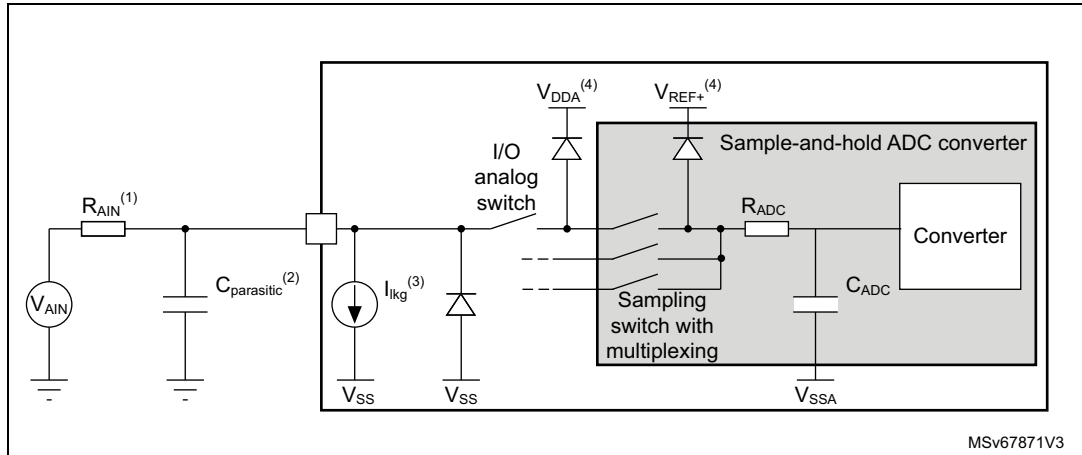 V_DDA^(4)
V_REF+^(4)
Sample-and-hold ADC converter
I/O
analog
switch
R_AIN^(1)
R_ADC
Converter
V_AIN
C_parasitic^(2)
I_lkg^(3)
C_ADC
Sampling
switch with
multiplexing
V_SS
V_SS
V_SSA
MSv67871V3